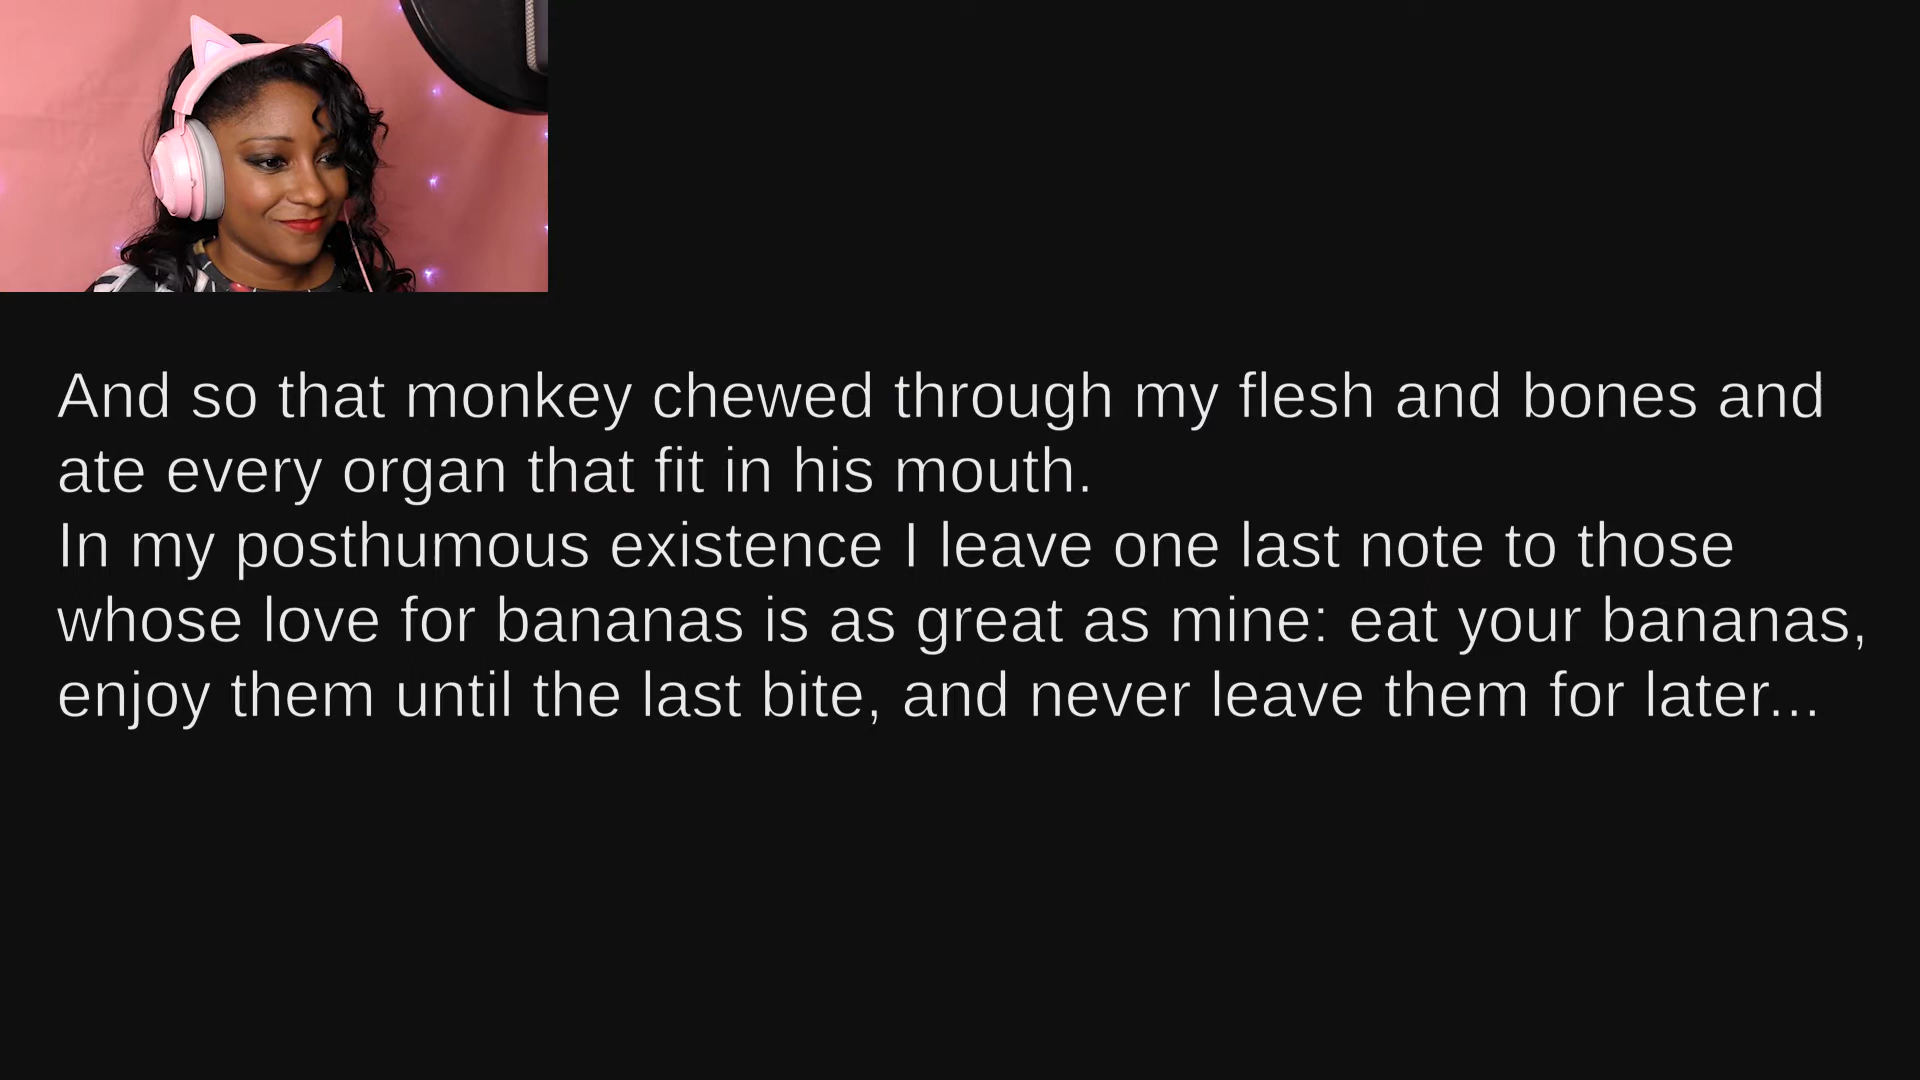 And so that monkey chewed through my flesh and bones and
ate every organ that fit in his mouth.
In my posthumous existence I leave one last note to those
whose love for bananas is as great as mine: eat your bananas,
enjoy them until the last bite, and never leave them for later...